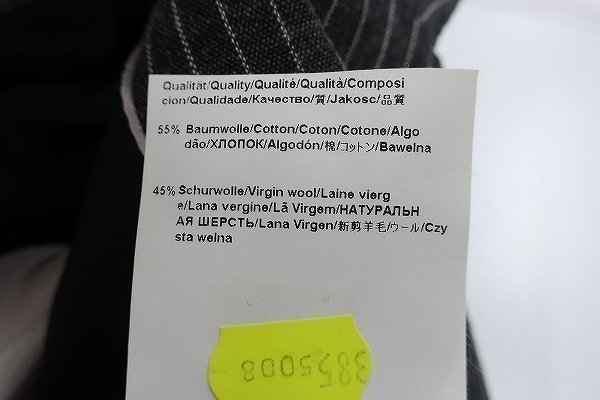 Qualität/Quality/Qualité/Qualità/Composi
cion/Qualidade/Качество/質/Jakosc/品質
55% Baumwolle/Cotton/Coton/Cotone/Algo
dão/ХЛОПОК/Algodón/棉/コットン/Bawelna
45% Schurwolle/Virgin wool/Laine vierg
e/Lana vergine/Lã Virgem/НАТУРАЛЬН
АЯ ШЕРСТЬ/Lana Virgen/新剪羊毛/ウール/Czy
sta welna
3855008